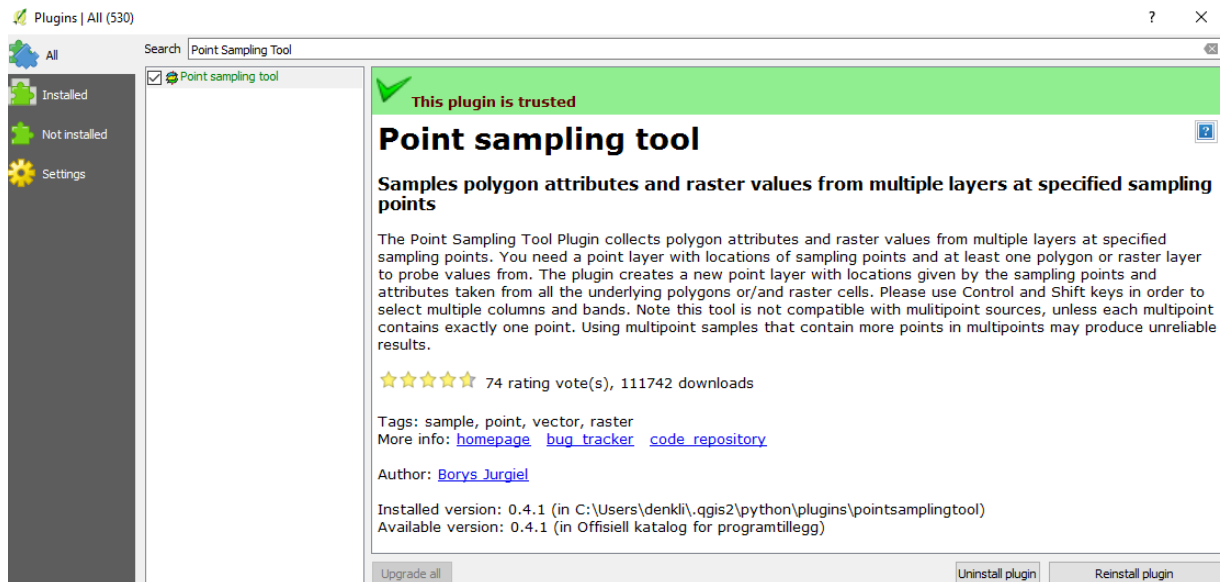 Plugins | All (530)
? ×
All
Search Point Sampling Tool
Point sampling tool
Installed
Not installed
Settings
This plugin is trusted
Point sampling tool
?
Samples polygon attributes and raster values from multiple layers at specified sampling
points
The Point Sampling Tool Plugin collects polygon attributes and raster values from multiple layers at specified
sampling points. You need a point layer with locations of sampling points and at least one polygon or raster layer
to probe values from. The plugin creates a new point layer with locations given by the sampling points and
attributes taken from all the underlying polygons or/and raster cells. Please use Control and Shift keys in order to
select multiple columns and bands. Note this tool is not compatible with mulitipoint sources, unless each multipoint
contains exactly one point. Using multipoint samples that contain more points in multipoints may produce unreliable
results.
74 rating vote(s), 111742 downloads
Tags: sample, point, vector, raster
More info: homepage bug_tracker code_repository
Author: Borys Jurgiel
Installed version: 0.4.1 (in C:\Users\denkli\.qgis2\python\plugins\pointsamplingtool)
Available version: 0.4.1 (in Offisiell katalog for programtillegg)
Upgrade all
Uninstall plugin
Reinstall plugin